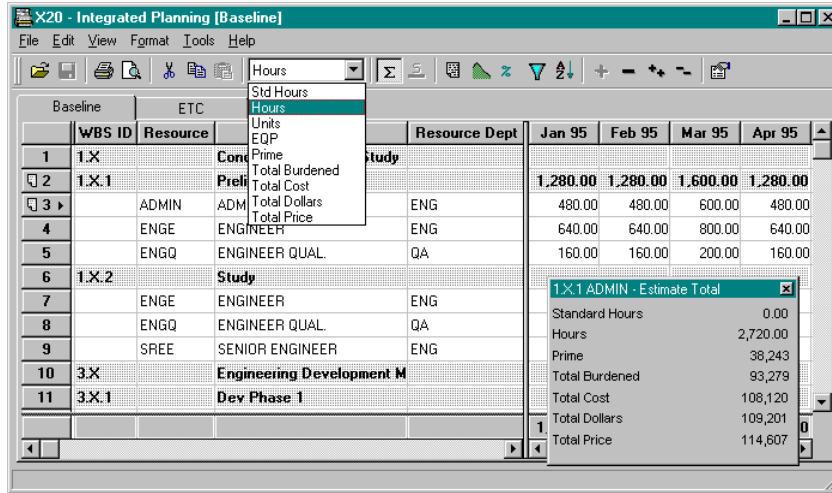 X20 - Integrated Planning [Baseline]
File Edit View Format Tools Help
Hours
Std Hours
Hours
Units
EQP
Prime
Total Burdened
Total Cost
Total Dollars
Total Price
Baseline ETC
WBS ID Resource Resource Dept Jan 95 Feb 95 Mar 95 Apr 95
1 1.X Study
2 1.X.1 1,280.00 1,280.00 1,600.00 1,280.00
3 ADMIN ADM ENG 480.00 480.00 600.00 480.00
4 ENGE ENGINEER ENG 640.00 640.00 800.00 640.00
5 ENGQ ENGINEER QUAL. QA 160.00 160.00 200.00 160.00
6 1.X.2 Study
7 ENGE ENGINEER ENG
8 ENGQ ENGINEER QUAL. QA
9 SREE SENIOR ENGINEER ENG
10 3.X Engineering Development M
11 3.X.1 Dev Phase 1
1.X.1 ADMIN - Estimate Total
Standard Hours 0.00
Hours 2,720.00
Prime 38,243
Total Burdened 93,279
Total Cost 108,120
Total Dollars 109,201
Total Price 114,607